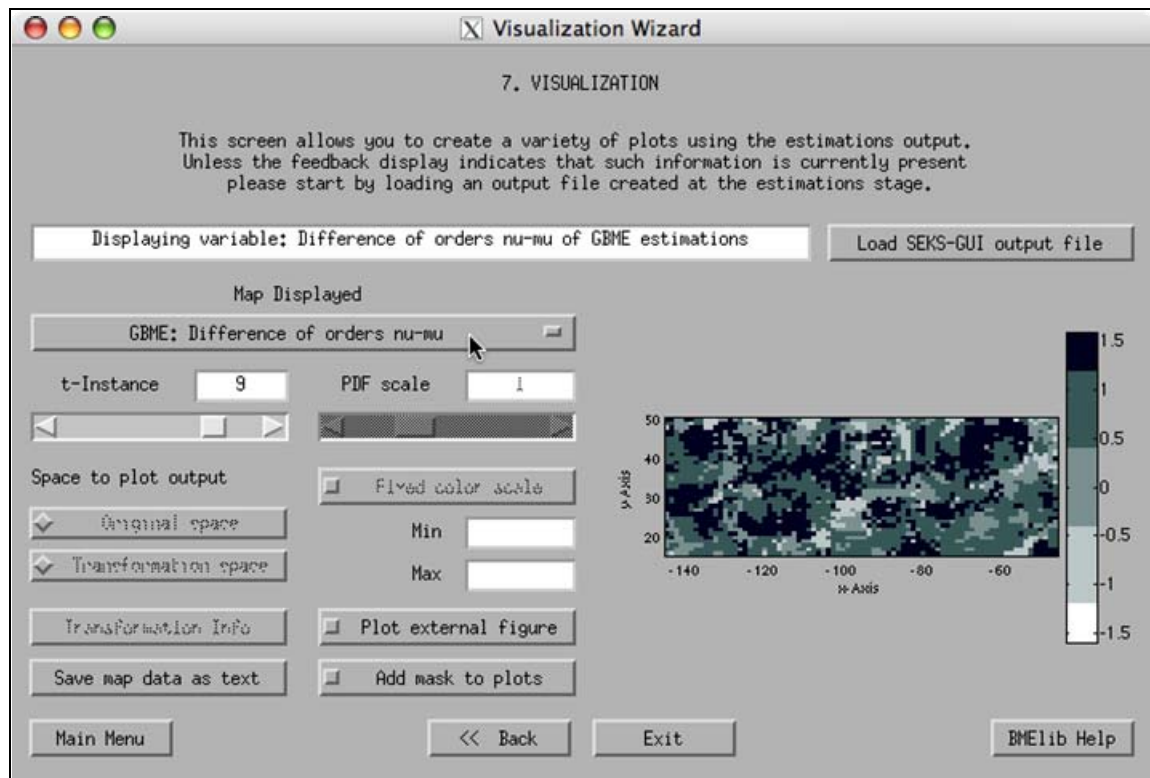 X Visualization Wizard
7. VISUALIZATION
This screen allows you to create a variety of plots using the estimations output.
Unless the feedback display indicates that such information is currently present
please start by loading an output file created at the estimations stage.
Displaying variable: Difference of orders nu-mu of GBME estimations
Load SEKS-GUI output file
Map Displayed
GBME: Difference of orders nu-mu
t-Instance 9
PDF scale 1
Space to plot output
Original space
Transformation space
Fixed color scale
Min
Max
Transformation Info
Plot external figure
Save map data as text
Add mask to plots
50
40
30
20
y-Axis
-140 -120 -100 -80 -60
x-Axis
1.5
1
0.5
0
-0.5
-1
-1.5
Main Menu
<< Back
Exit
BMElib Help